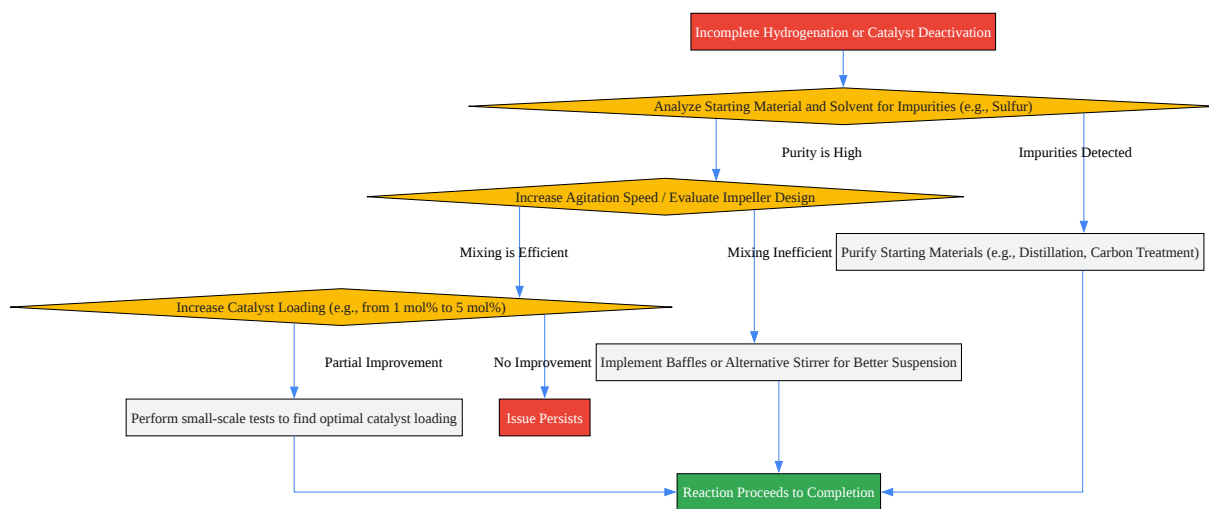 Incomplete Hydrogenation or Catalyst Deactivation
Analyze Starting Material and Solvent for Impurities (e.g., Sulfur)
Purity is High
Impurities Detected
Increase Agitation Speed / Evaluate Impeller Design
Mixing is Efficient
Mixing Inefficient
Purify Starting Materials (e.g., Distillation, Carbon Treatment)
Increase Catalyst Loading (e.g., from 1 mol% to 5 mol%)
Partial Improvement
No Improvement
Implement Baffles or Alternative Stirrer for Better Suspension
Perform small-scale tests to find optimal catalyst loading
Issue Persists
Reaction Proceeds to Completion